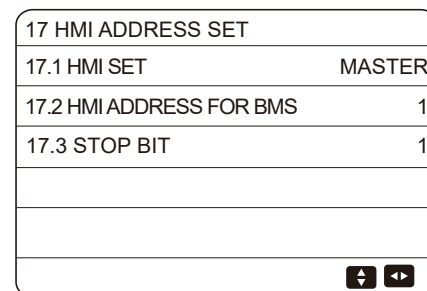 17 HMI ADDRESS SET
17.1 HMI SET MASTER
17.2 HMI ADDRESS FOR BMS 1
17.3 STOP BIT 1